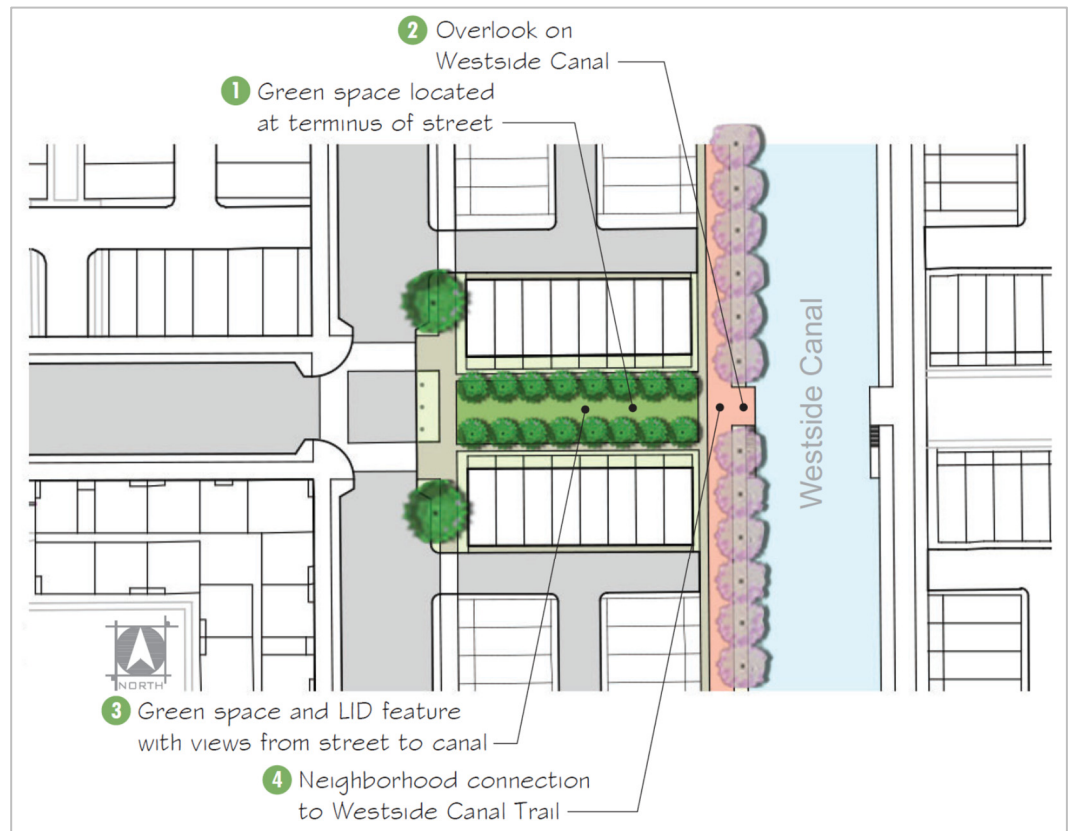 2 Overlook on
Westside Canal
1 Green space located
at terminus of street
Westside Canal
NORTH
3 Green space and LID feature
with views from street to canal
4 Neighborhood connection
to Westside Canal Trail